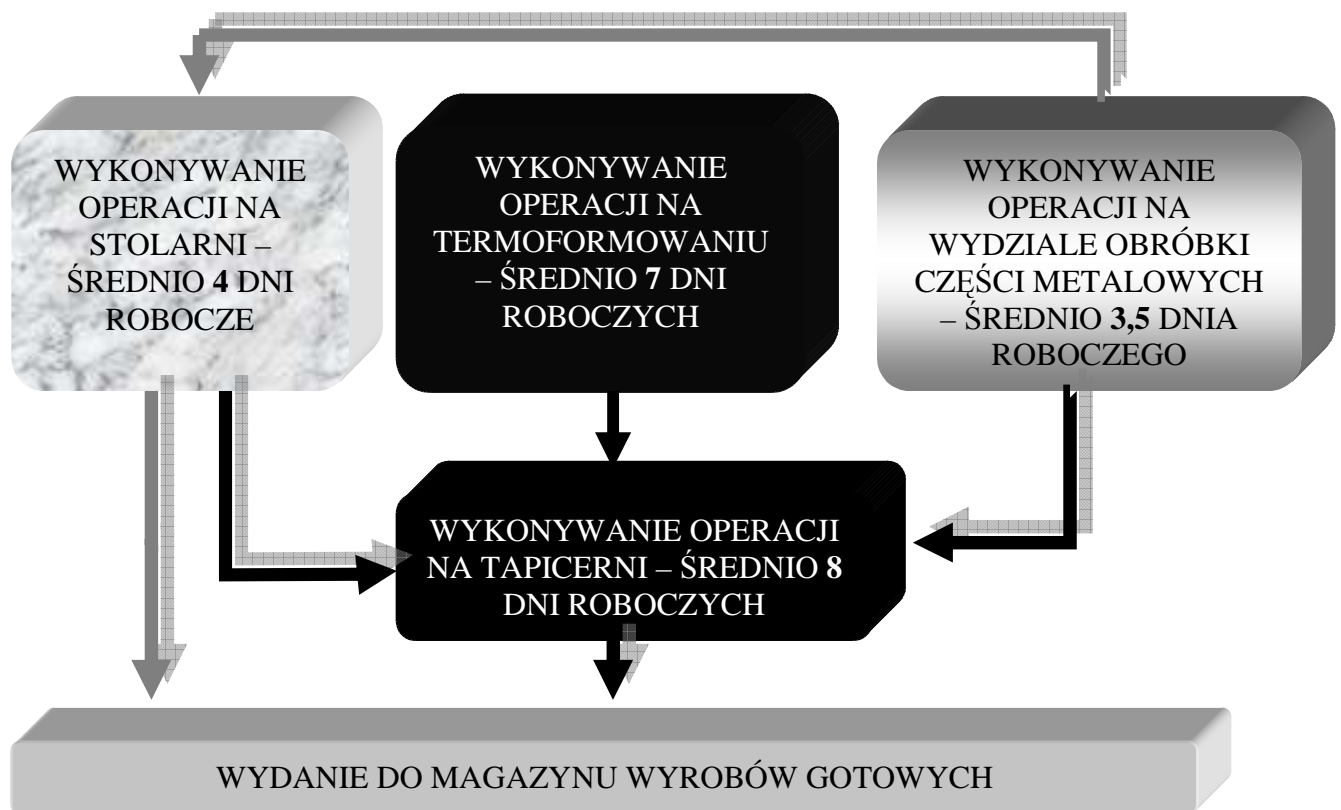 WYKONYWANIE
OPERACJI NA
STOLARNI –
ŚREDNIO 4 DNI
ROBOCZE
WYKONYWANIE
OPERACJI NA
TERMOFORMOWANIU
– ŚREDNIO 7 DNI
ROBOCZYCH
WYKONYWANIE
OPERACJI NA
WYDZIALE OBRÓBKI
CZĘŚCI METALOWYCH
– ŚREDNIO 3,5 DNIA
ROBOCZEGO
WYKONYWANIE OPERACJI
NA TAPICERNI – ŚREDNIO 8
DNI ROBOCZYCH
WYDANIE DO MAGAZYNU WYROBÓW GOTOWYCH